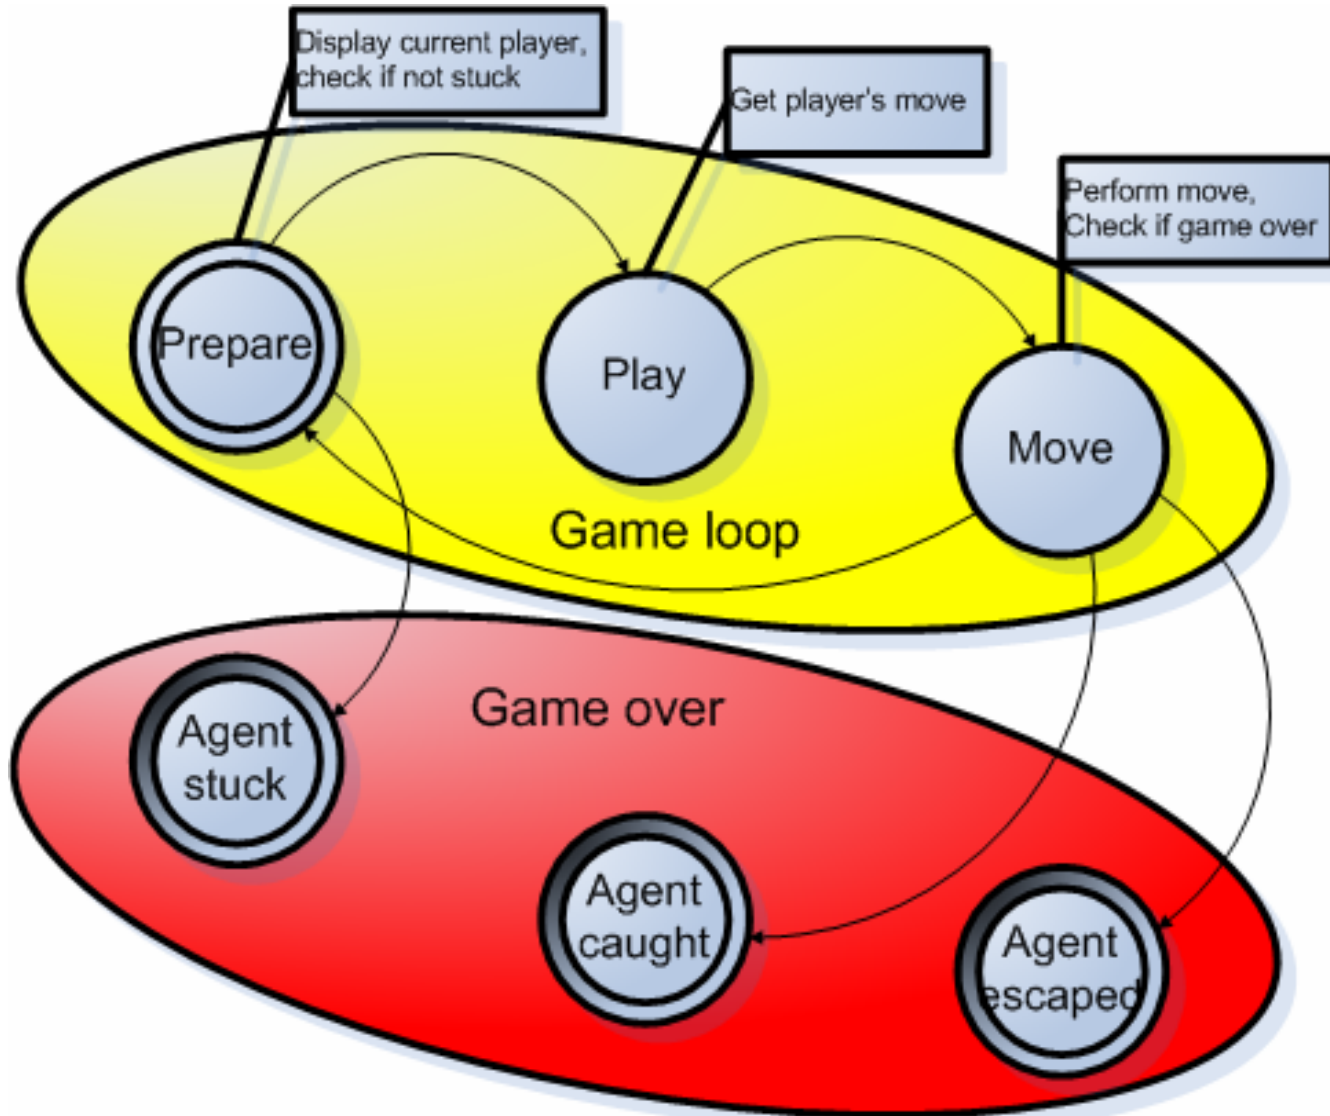 Display current player,
check if not stuck
Get player's move
Perform move,
Check if game over
Prepare
Play
Move
Game loop
Game over
Agent
stuck
Agent
caught
Agent
escaped